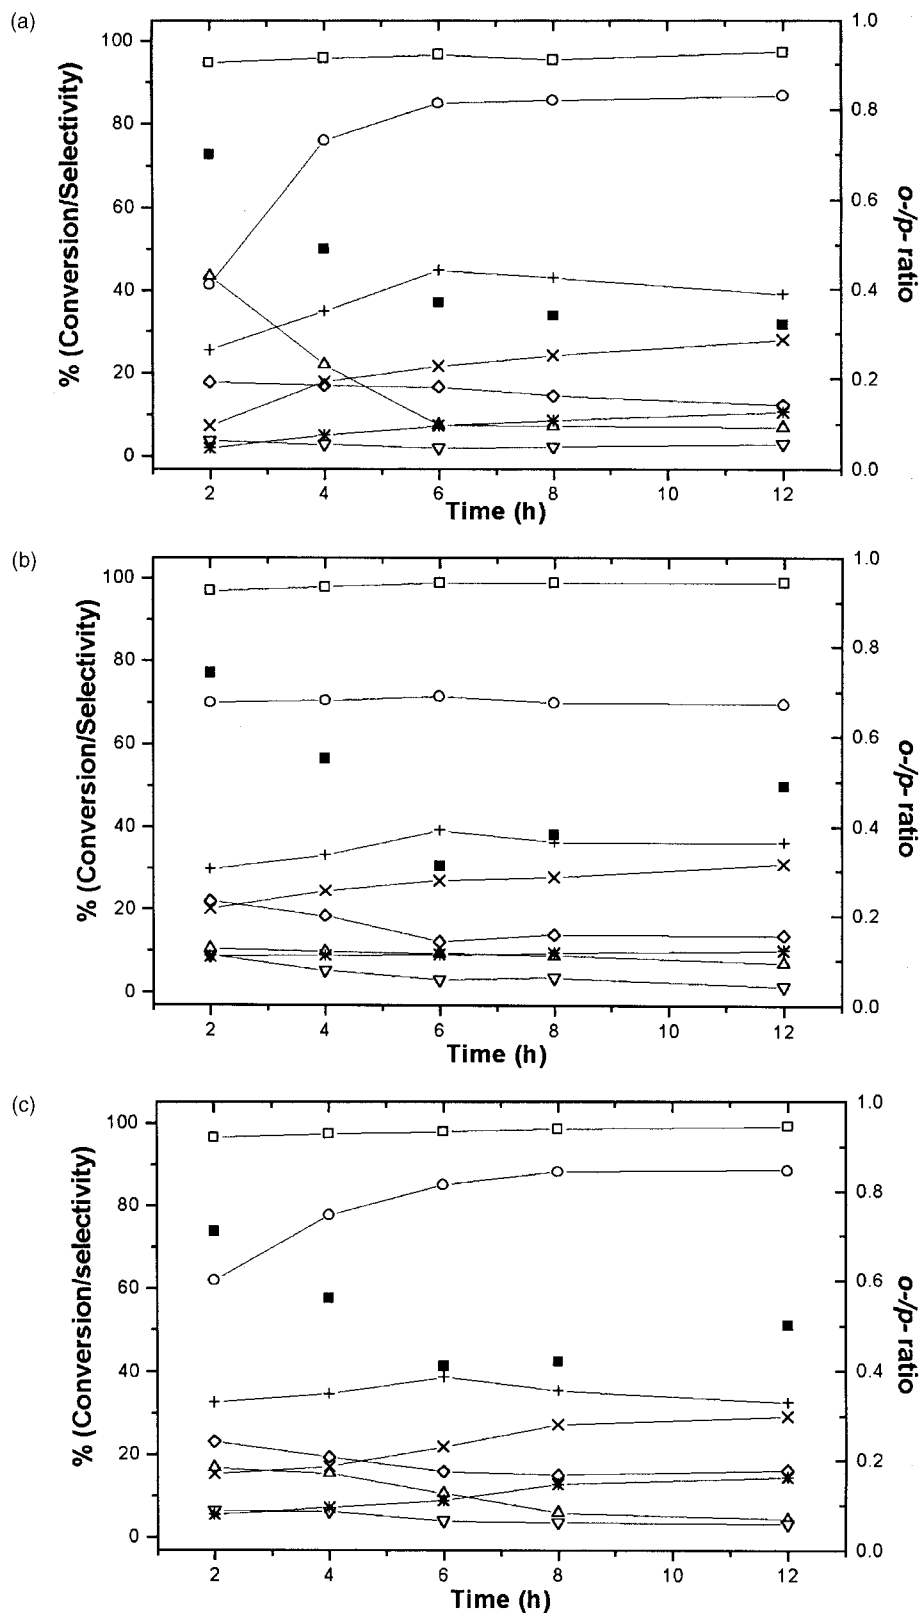 (a)
100
80
60
40
20
0
% (Conversion/Selectivity)
1.0
0.8
0.6
0.4
0.2
0.0
o-/p- ratio
2 4 6 8 10 12
Time (h)
(b)
100
80
60
40
20
0
% (Conversion/Selectivity)
1.0
0.8
0.6
0.4
0.2
0.0
o-/p- ratio
2 4 6 8 10 12
Time (h)
(c)
100
80
60
40
20
0
% (Conversion/selectivity)
1.0
0.8
0.6
0.4
0.2
0.0
o-/p- ratio
2 4 6 8 10 12
Time (h)